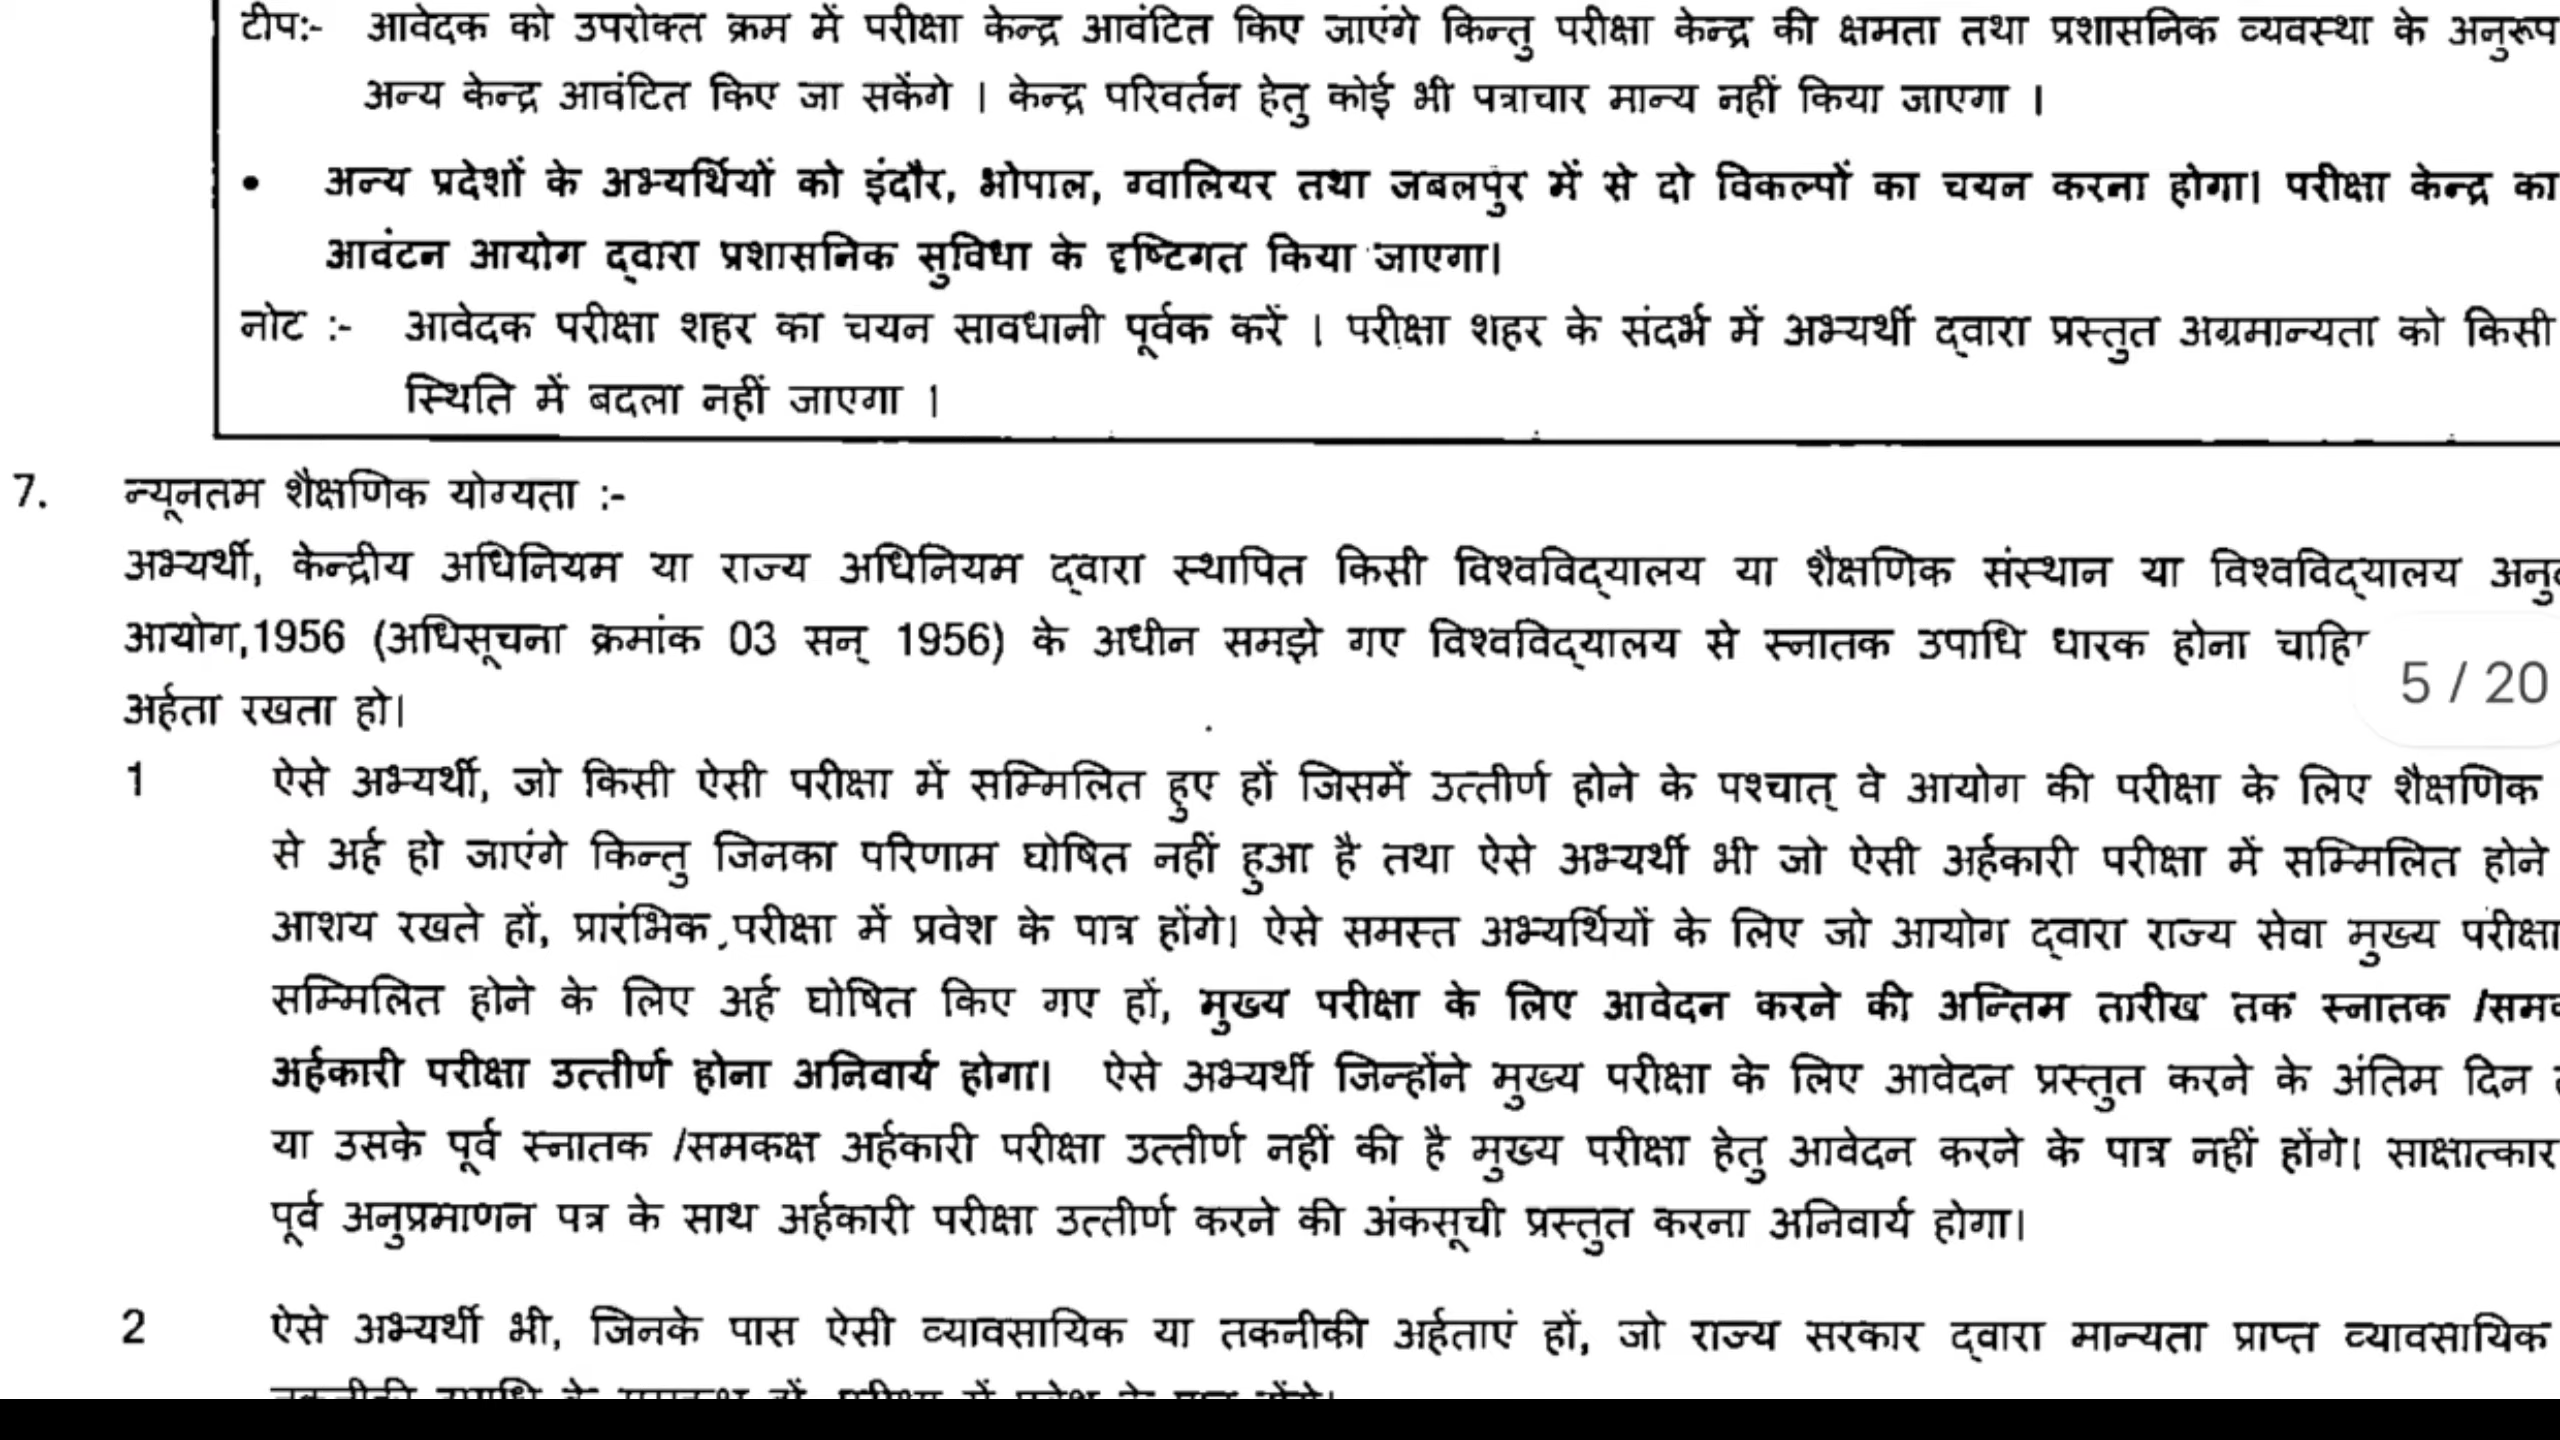 टीप:- आवेदक को उपरोक्त क्रम में परीक्षा केन्द्र आवंटित किए जाएंगे किन्तु परीक्षा केन्द्र की क्षमता तथा प्रशासनिक व्यवस्था के अनुरूप
अन्य केन्द्र आवंटित किए जा सकेंगे । केन्द्र परिवर्तन हेतु कोई भी पत्राचार मान्य नहीं किया जाएगा ।
• अन्य प्रदेशों के अभ्यर्थियों को इंदौर, भोपाल, ग्वालियर तथा जबलपुर में से दो विकल्पों का चयन करना होगा। परीक्षा केन्द्र का
आवंटन आयोग द्वारा प्रशासनिक सुविधा के दृष्टिगत किया जाएगा।
नोट :- आवेदक परीक्षा शहर का चयन सावधानी पूर्वक करें । परीक्षा शहर के संदर्भ में अभ्यर्थी द्वारा प्रस्तुत अग्रमान्यता को किसी
स्थिति में बदला नहीं जाएगा ।
7. न्यूनतम शैक्षणिक योग्यता :-
अभ्यर्थी, केन्द्रीय अधिनियम या राज्य अधिनियम द्वारा स्थापित किसी विश्वविद्यालय या शैक्षणिक संस्थान या विश्वविद्यालय
आयोग,1956 (अधिसूचना क्रमांक 03 सन् 1956) के अधीन समझे गए विश्वविद्यालय से स्नातक उपाधि धारक होना
5 / 20
अर्हता रखता हो।
1 ऐसे अभ्यर्थी, जो किसी ऐसी परीक्षा में सम्मिलित हुए हों जिसमें उत्तीर्ण होने के पश्चात् वे आयोग की परीक्षा के लिए शैक्षणिक
से अर्ह हो जाएंगे किन्तु जिनका परिणाम घोषित नहीं हुआ है तथा ऐसे अभ्यर्थी भी जो ऐसी अर्हकारी परीक्षा में सम्मिलित होने
आशय रखते हों, प्रारंभिक परीक्षा में प्रवेश के पात्र होंगे। ऐसे समस्त अभ्यर्थियों के लिए जो आयोग द्वारा राज्य सेवा मुख्य परीक्षा
सम्मिलित होने के लिए अर्ह घोषित किए गए हों, मुख्य परीक्षा के लिए आवेदन करने की अन्तिम तारीख तक स्नातक
अर्हकारी परीक्षा उत्तीर्ण होना अनिवार्य होगा। ऐसे अभ्यर्थी जिन्होंने मुख्य परीक्षा के लिए आवेदन प्रस्तुत करने के अंतिम दिन
या उसके पूर्व स्नातक /समकक्ष अर्हकारी परीक्षा उत्तीर्ण नहीं की है मुख्य परीक्षा हेतु आवेदन करने के पात्र नहीं होंगे। साक्षात्कार
पूर्व अनुप्रमाणन पत्र के साथ अर्हकारी परीक्षा उत्तीर्ण करने की अंकसूची प्रस्तुत करना अनिवार्य होगा।
2 ऐसे अभ्यर्थी भी, जिनके पास ऐसी व्यावसायिक या तकनीकी अर्हताएं हों, जो राज्य सरकार द्वारा मान्यता प्राप्त व्यावसायिक